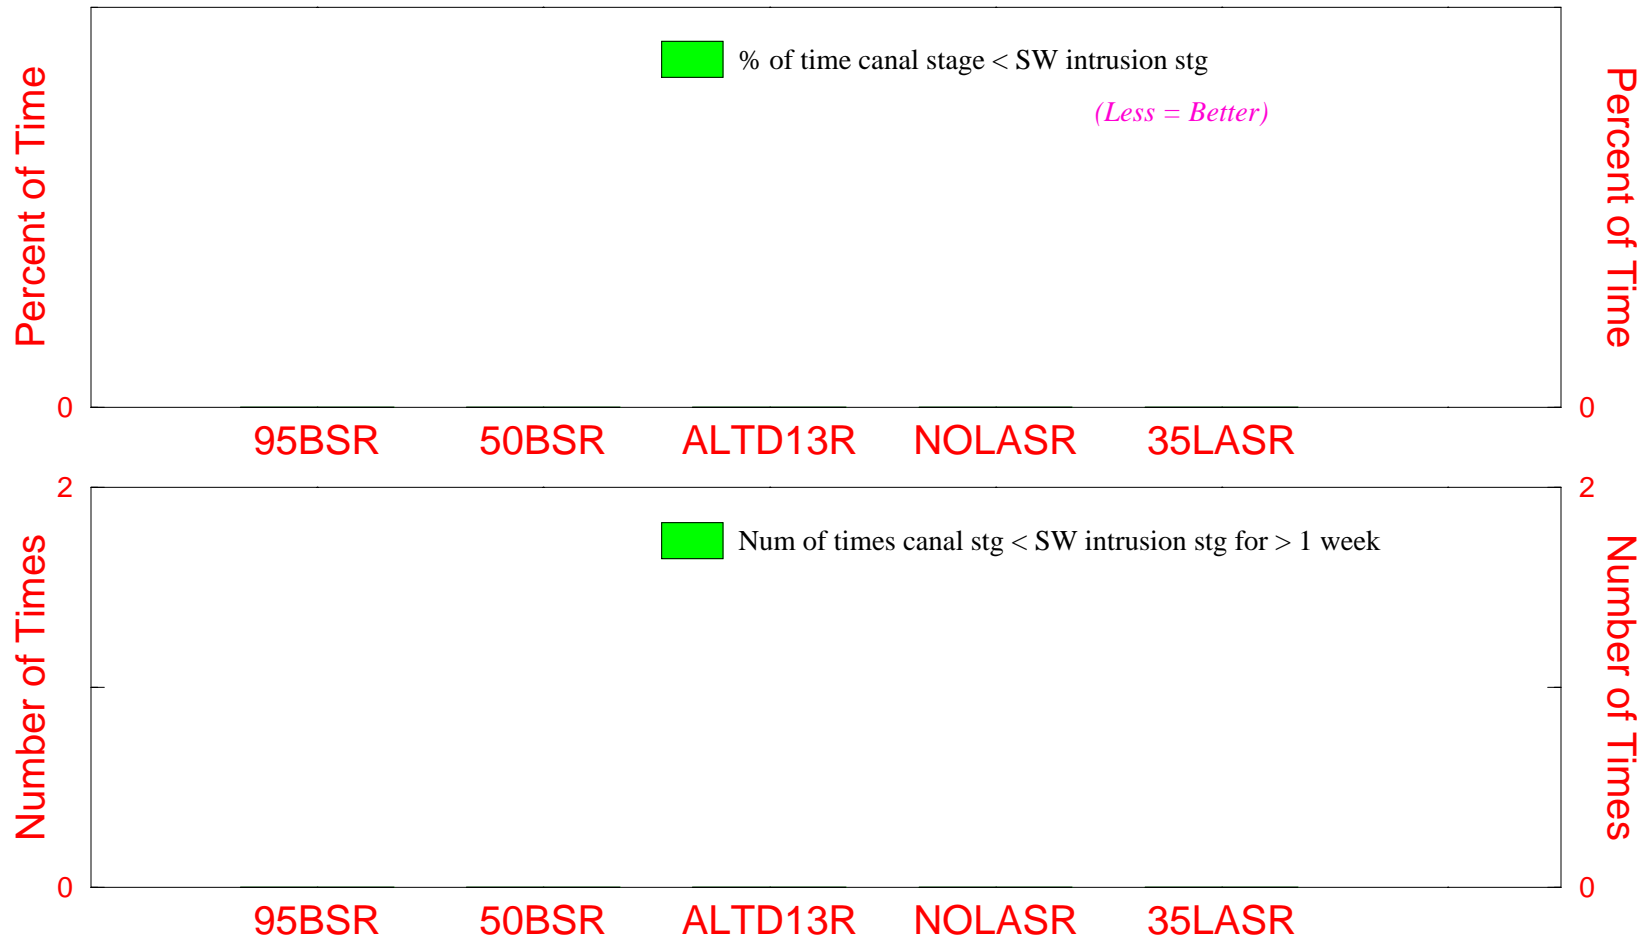 % of time canal stage < SW intrusion stg
(Less = Better)
Percent of Time
Percent of Time
0
0
95BSR 50BSR ALTD13R NOLASR 35LASR
2
2
Num of times canal stg < SW intrusion stg for > 1 week
Number of Times
Number of Times
0
0
95BSR 50BSR ALTD13R NOLASR 35LASR